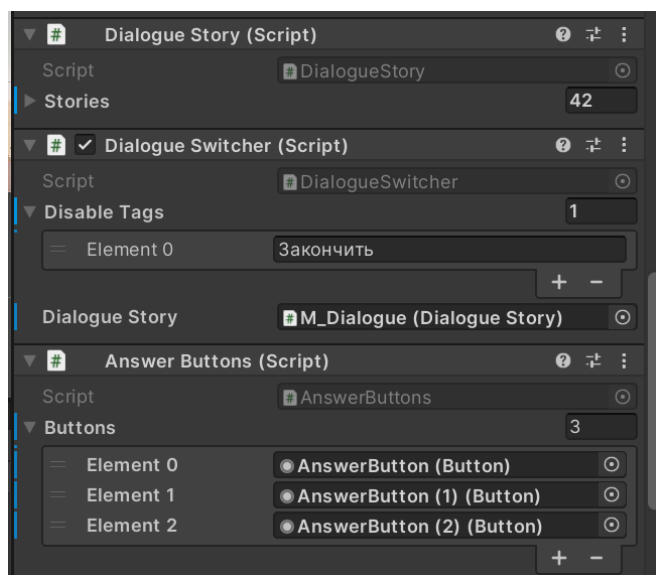 # Dialogue Story (Script)
Script # DialogueStory
Stories 42
# Dialogue Switcher (Script)
Script # DialogueSwitcher
Disable Tags 1
Element 0 Закончить
+ −
Dialogue Story # M_Dialogue (Dialogue Story)
# Answer Buttons (Script)
Script # AnswerButtons
Buttons 3
Element 0 AnswerButton (Button)
Element 1 AnswerButton (1) (Button)
Element 2 AnswerButton (2) (Button)
+ −